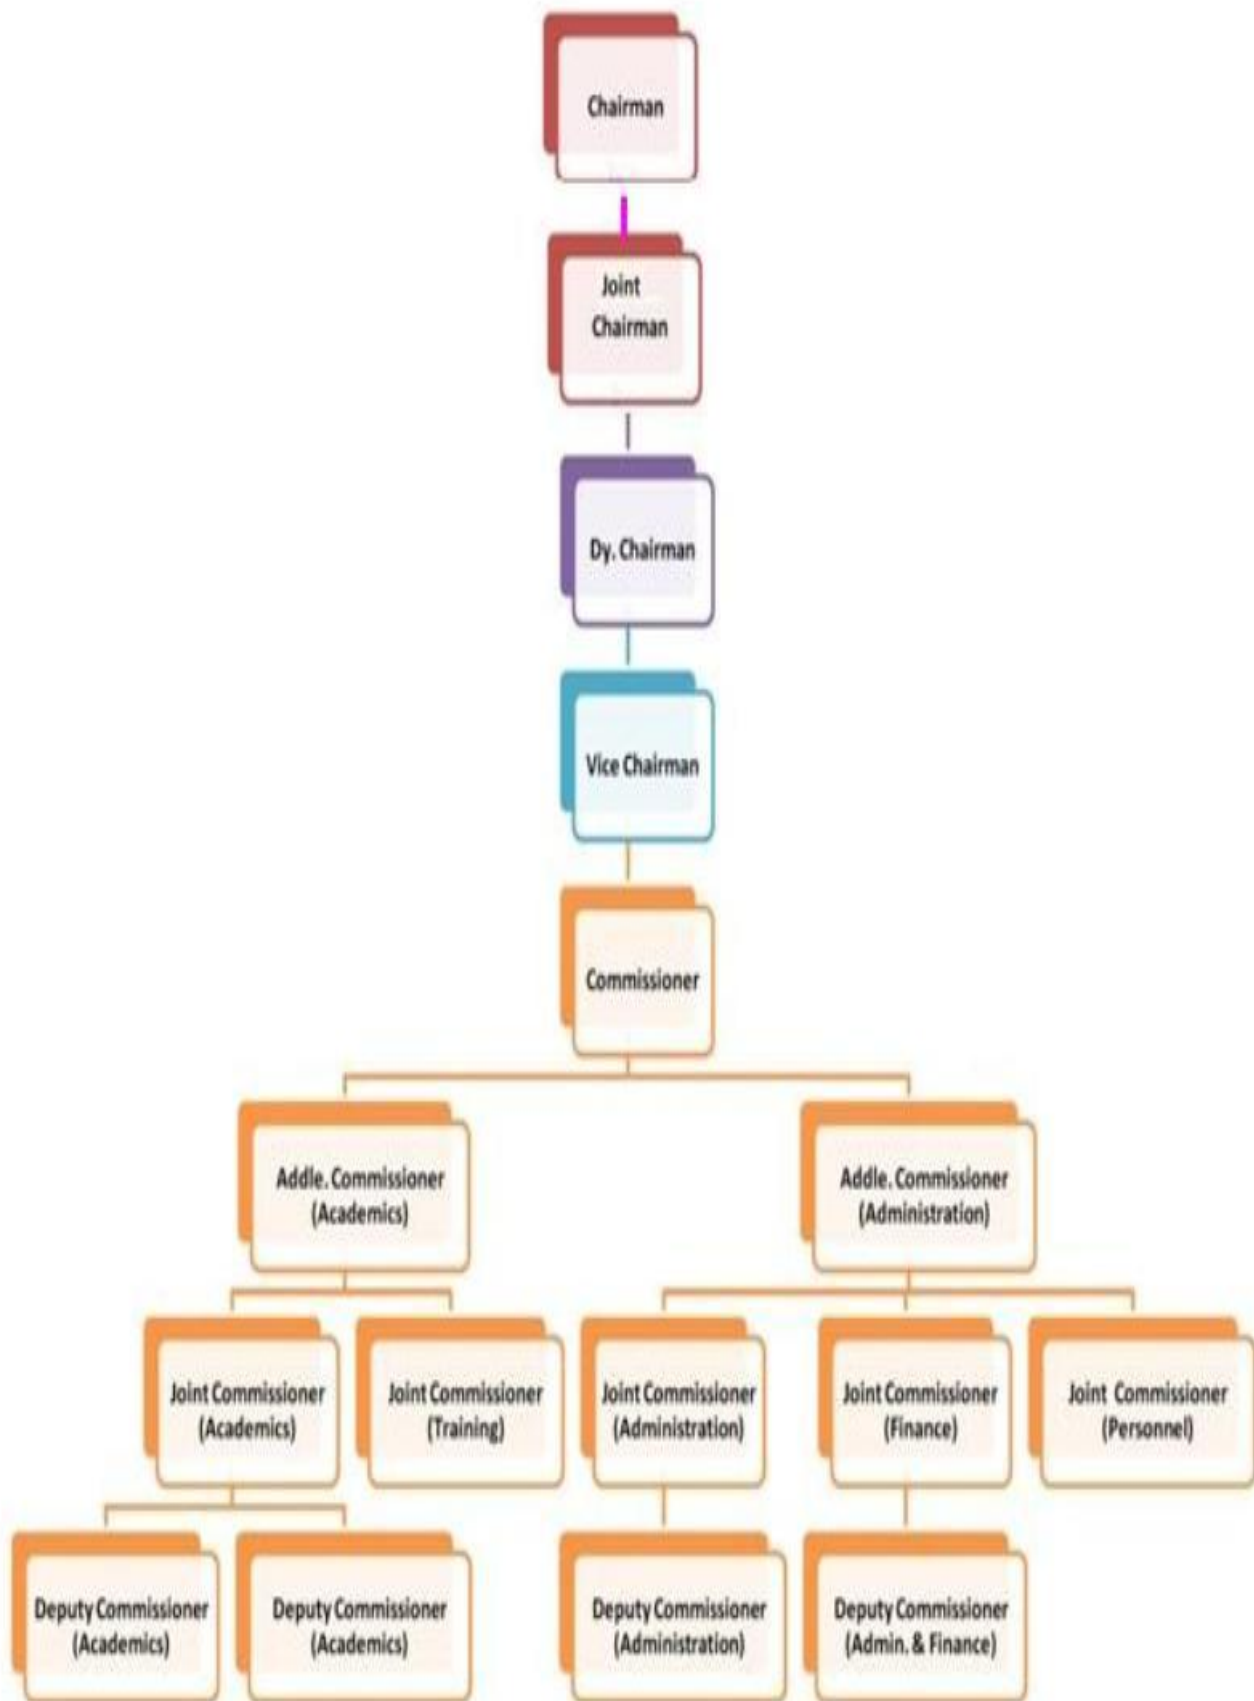 Chairman
Joint
Chairman
Dy. Chairman
Vice Chairman
Commissioner
Addle. Commissioner
(Academics)
Addle. Commissioner
(Administration)
Joint Commissioner
(Academics)
Joint Commissioner
(Training)
Joint Commissioner
(Administration)
Joint Commissioner
(Finance)
Joint Commissioner
(Personnel)
Deputy Commissioner
(Academics)
Deputy Commissioner
(Academics)
Deputy Commissioner
(Administration)
Deputy Commissioner
(Admin. & Finance)